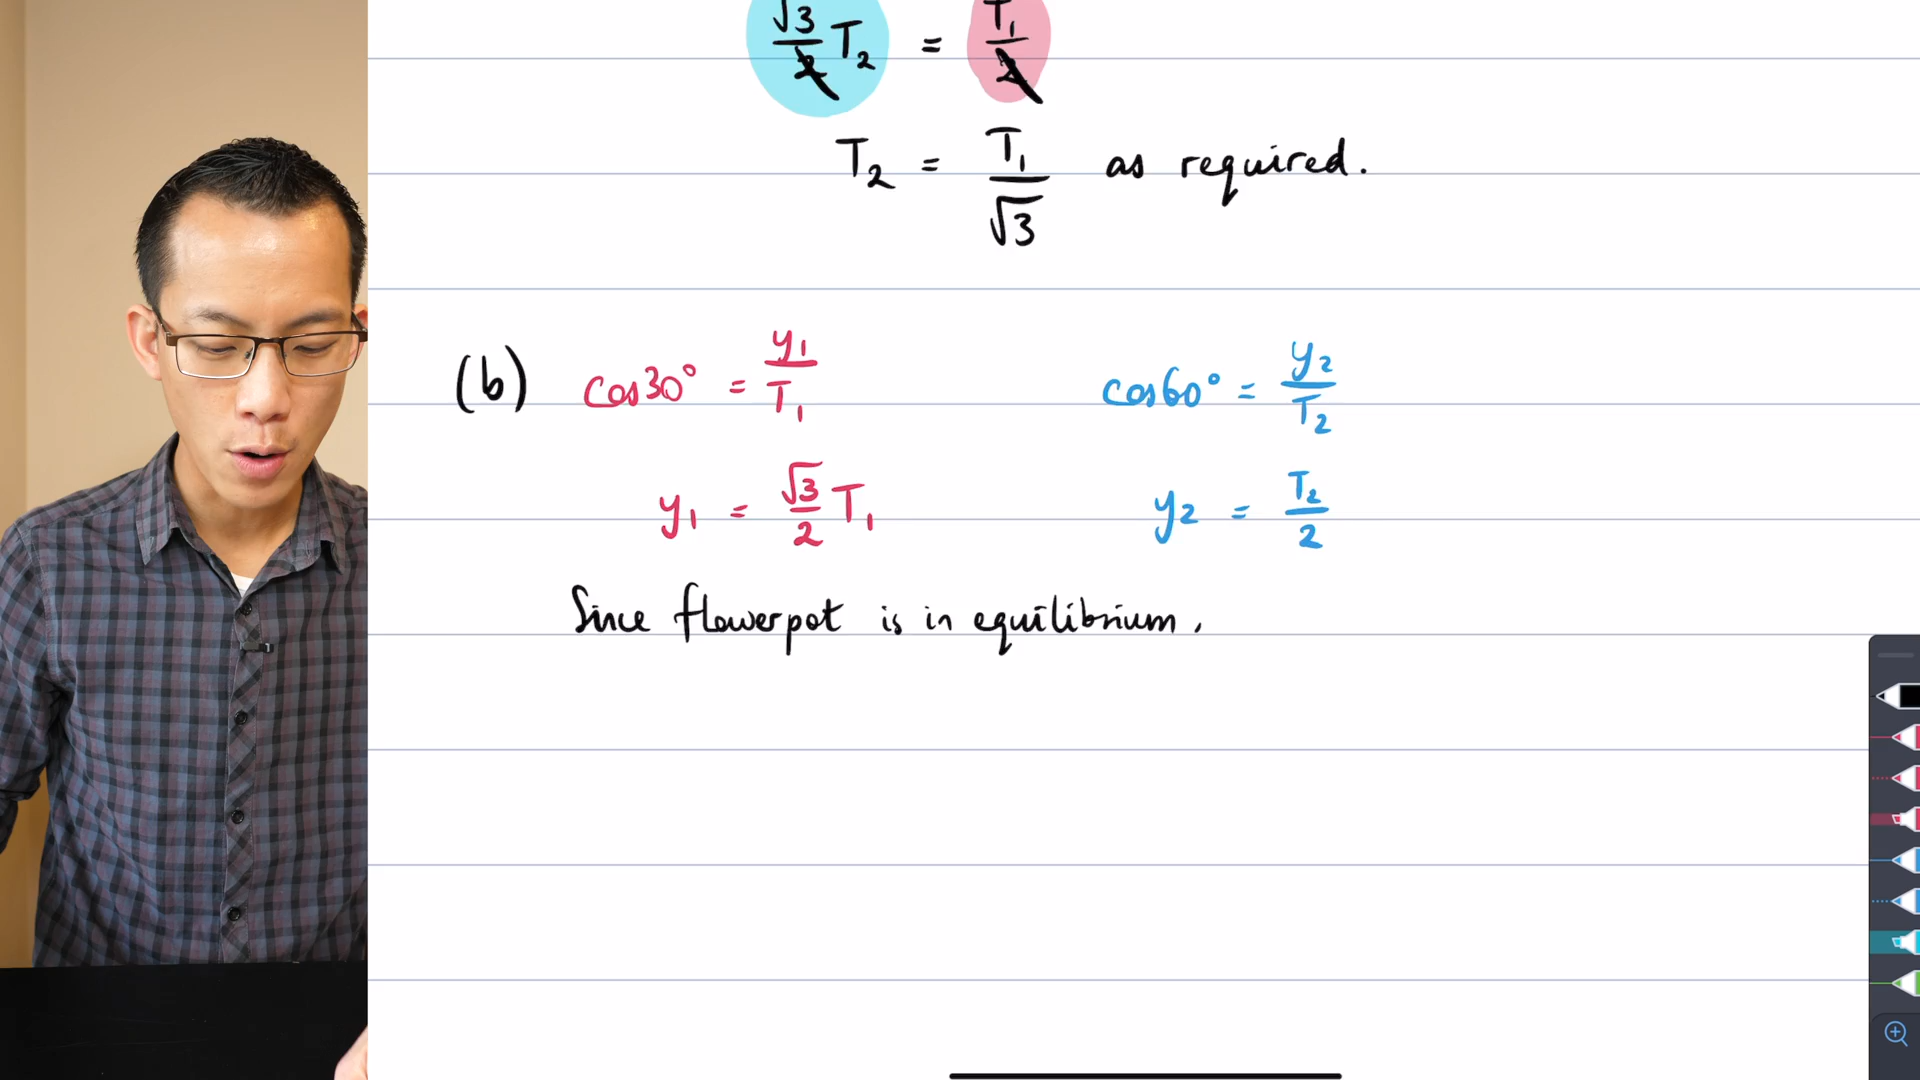 √3/2 T₂ = T₁/2
T₂ = T₁/√3 as required.
(b) cos30° = y₁/T₁ cos60° = y₂/T₂
y₁ = √3/2 T₁ y₂ = T₂/2
Since flowerpot is in equilibrium,